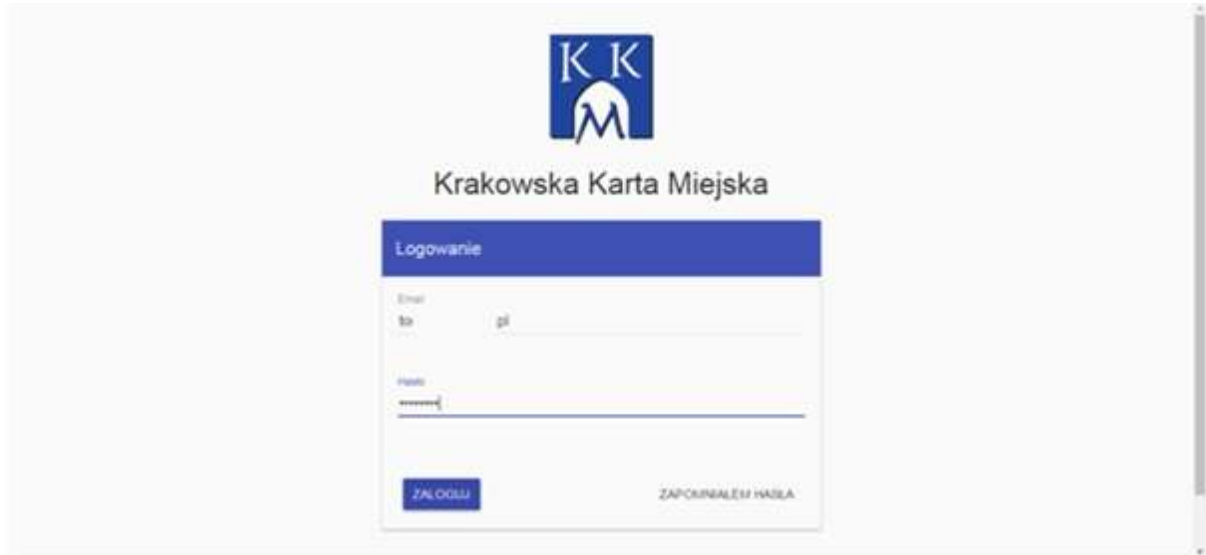 K K
M
Krakowska Karta Miejska
Logowanie
Email
to pl
Hasło
ZALOGUJ
ZAPOMNIAŁEM HASŁA